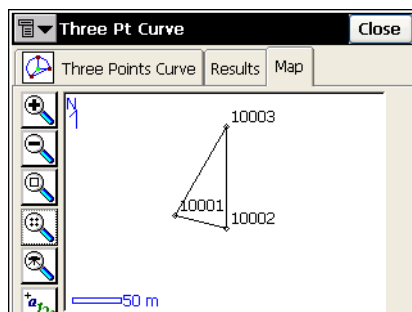 Three Pt Curve Close
Three Points Curve Results Map
N
10003
10001
10002
50 m